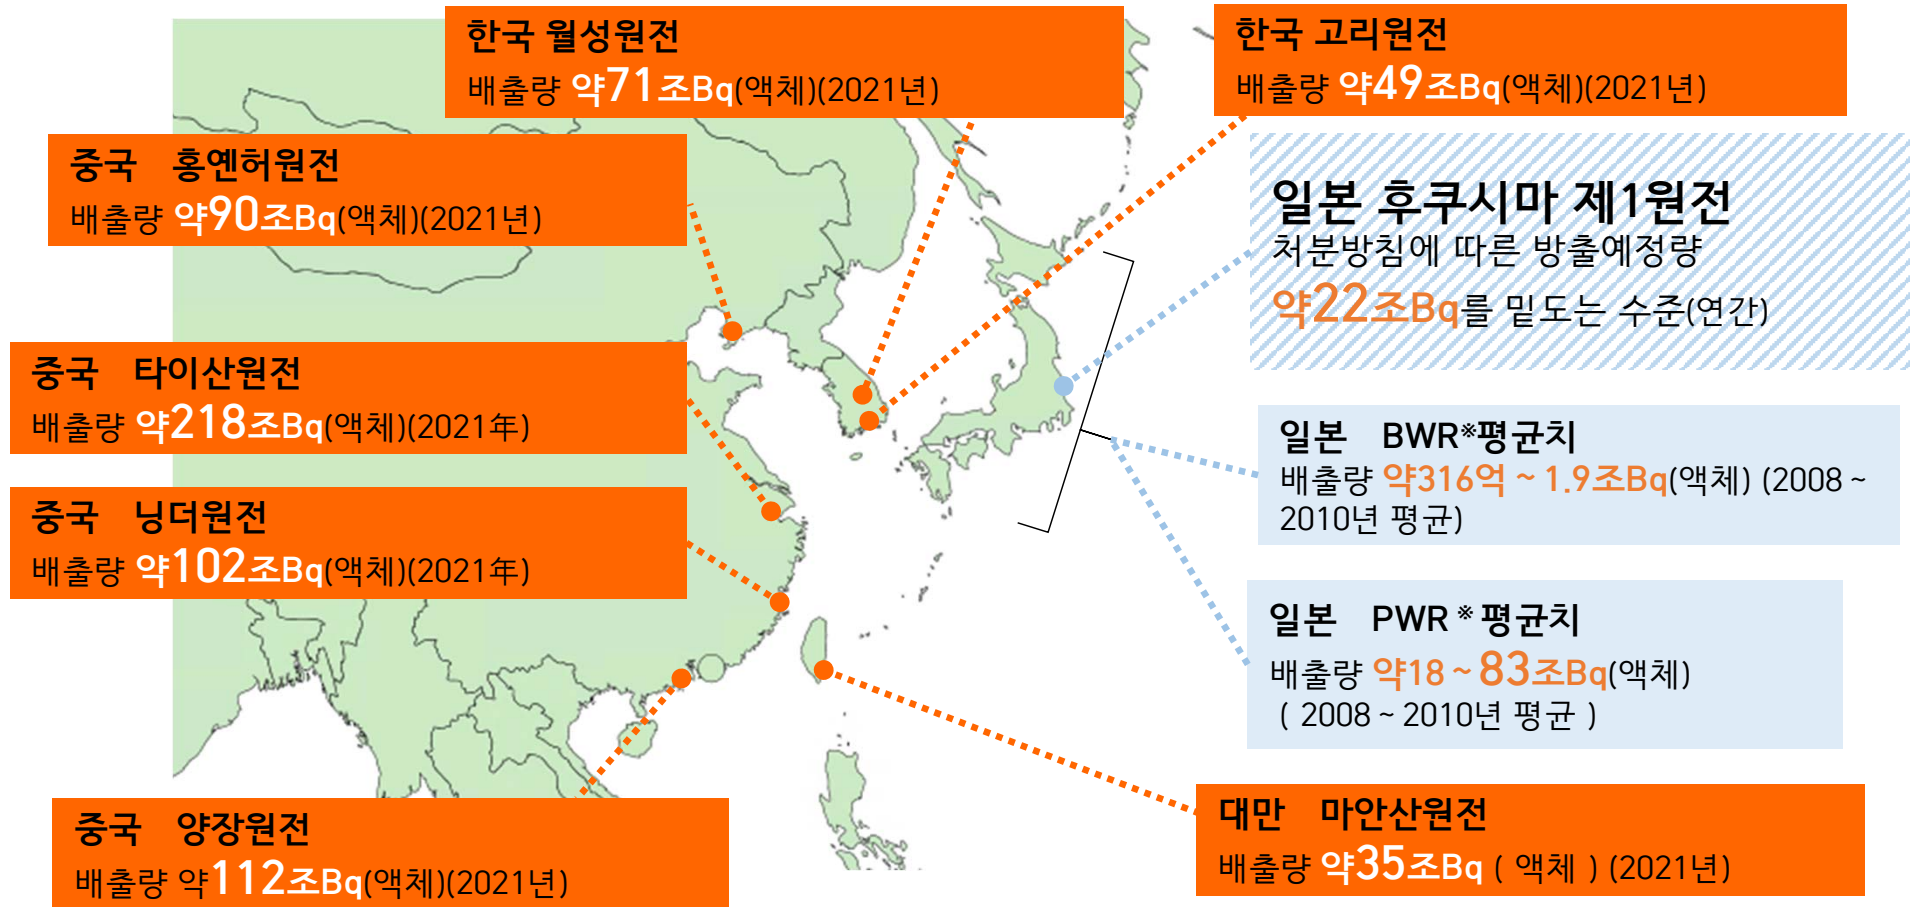 한국 월성원전
배출량 약71조Bq(액체)(2021년)
한국 고리원전
배출량 약49조Bq(액체)(2021년)
중국 홍옌허원전
배출량 약90조Bq(액체)(2021년)
일본 후쿠시마 제1원전
처분방침에 따른 방출예정량
약22조Bq를 밑도는 수준(연간)
중국 타이산원전
배출량 약218조Bq(액체)(2021年)
일본 BWR※평균치
배출량 약316억 ~ 1.9조Bq(액체) (2008 ~
2010년 평균)
중국 닝더원전
배출량 약102조Bq(액체)(2021年)
일본 PWR ※ 평균치
배출량 약18 ~ 83조Bq(액체)
( 2008 ~ 2010년 평균 )
중국 양장원전
배출량 약112조Bq(액체)(2021년)
대만 마안산원전
배출량 약35조Bq ( 액체 ) (2021년)